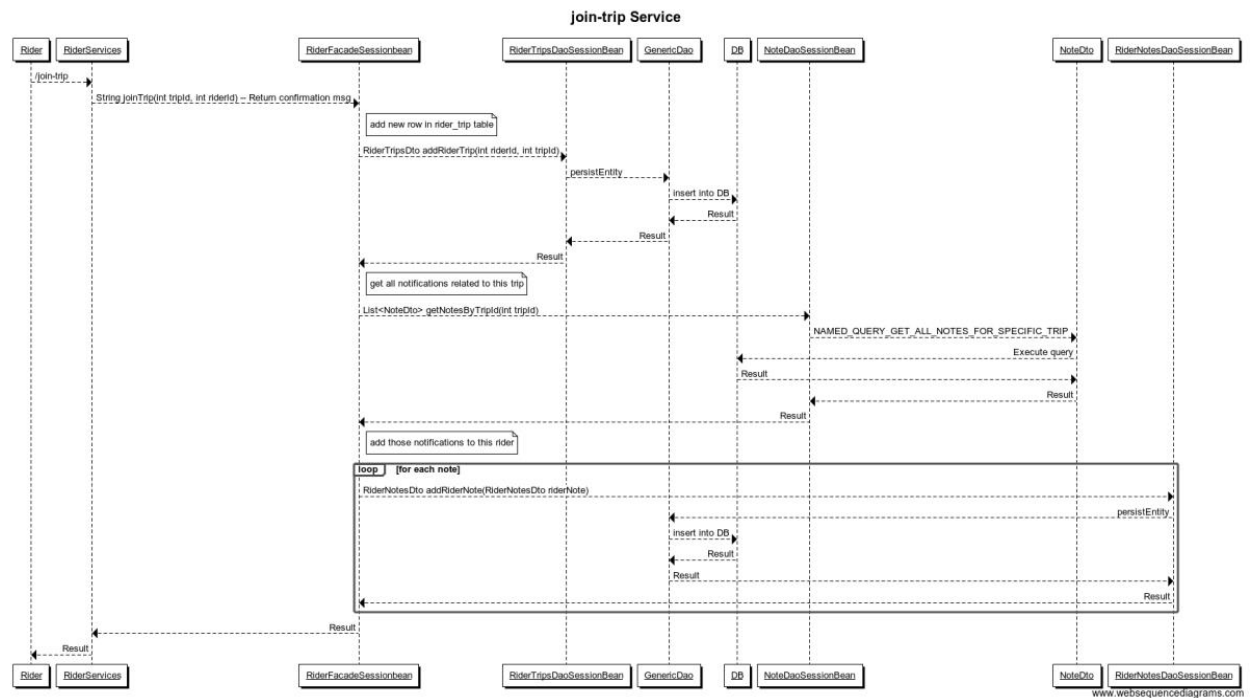 join-trip Service
Rider RiderServices RiderFacadeSessionbean RiderTripsDaoSessionBean GenericDao DB NoteDaoSessionBean NoteDto RiderNotesDaoSessionBean
/join-trip
String joinTrip(int tripId, int riderId) – Return confirmation msg
add new row in rider_trip table
RiderTripsDto addRiderTrip(int riderId, int tripId)
persistEntity
insert into DB
Result
Result
Result
get all notifications related to this trip
List<NoteDto> getNotesByTripId(int tripId)
NAMED_QUERY_GET_ALL_NOTES_FOR_SPECIFIC_TRIP
Execute query
Result
Result
Result
add those notifications to this rider
loop [for each note]
RiderNotesDto addRiderNote(RiderNotesDto riderNote)
persistEntity
insert into DB
Result
Result
Result
Result
Result
Rider RiderServices RiderFacadeSessionbean RiderTripsDaoSessionBean GenericDao DB NoteDaoSessionBean NoteDto RiderNotesDaoSessionBean
www.websequencediagrams.com